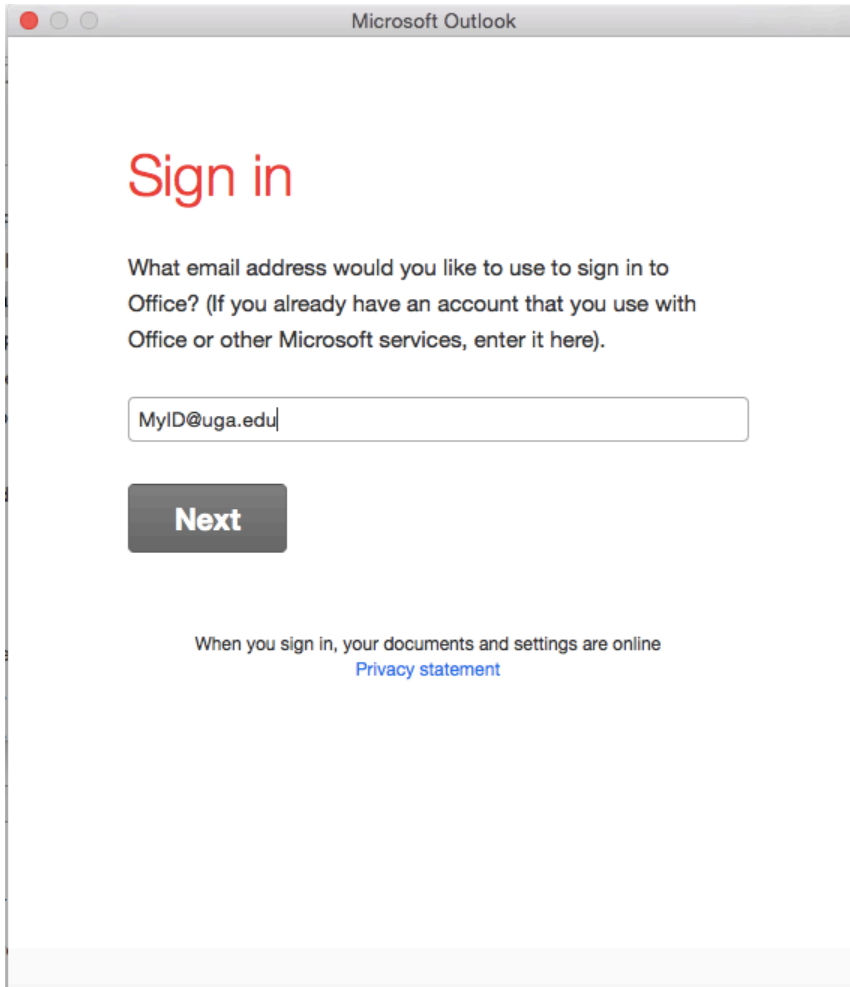 Microsoft Outlook
Sign in
What email address would you like to use to sign in to
Office? (If you already have an account that you use with
Office or other Microsoft services, enter it here).
MyID@uga.edu
Next
When you sign in, your documents and settings are online
Privacy statement